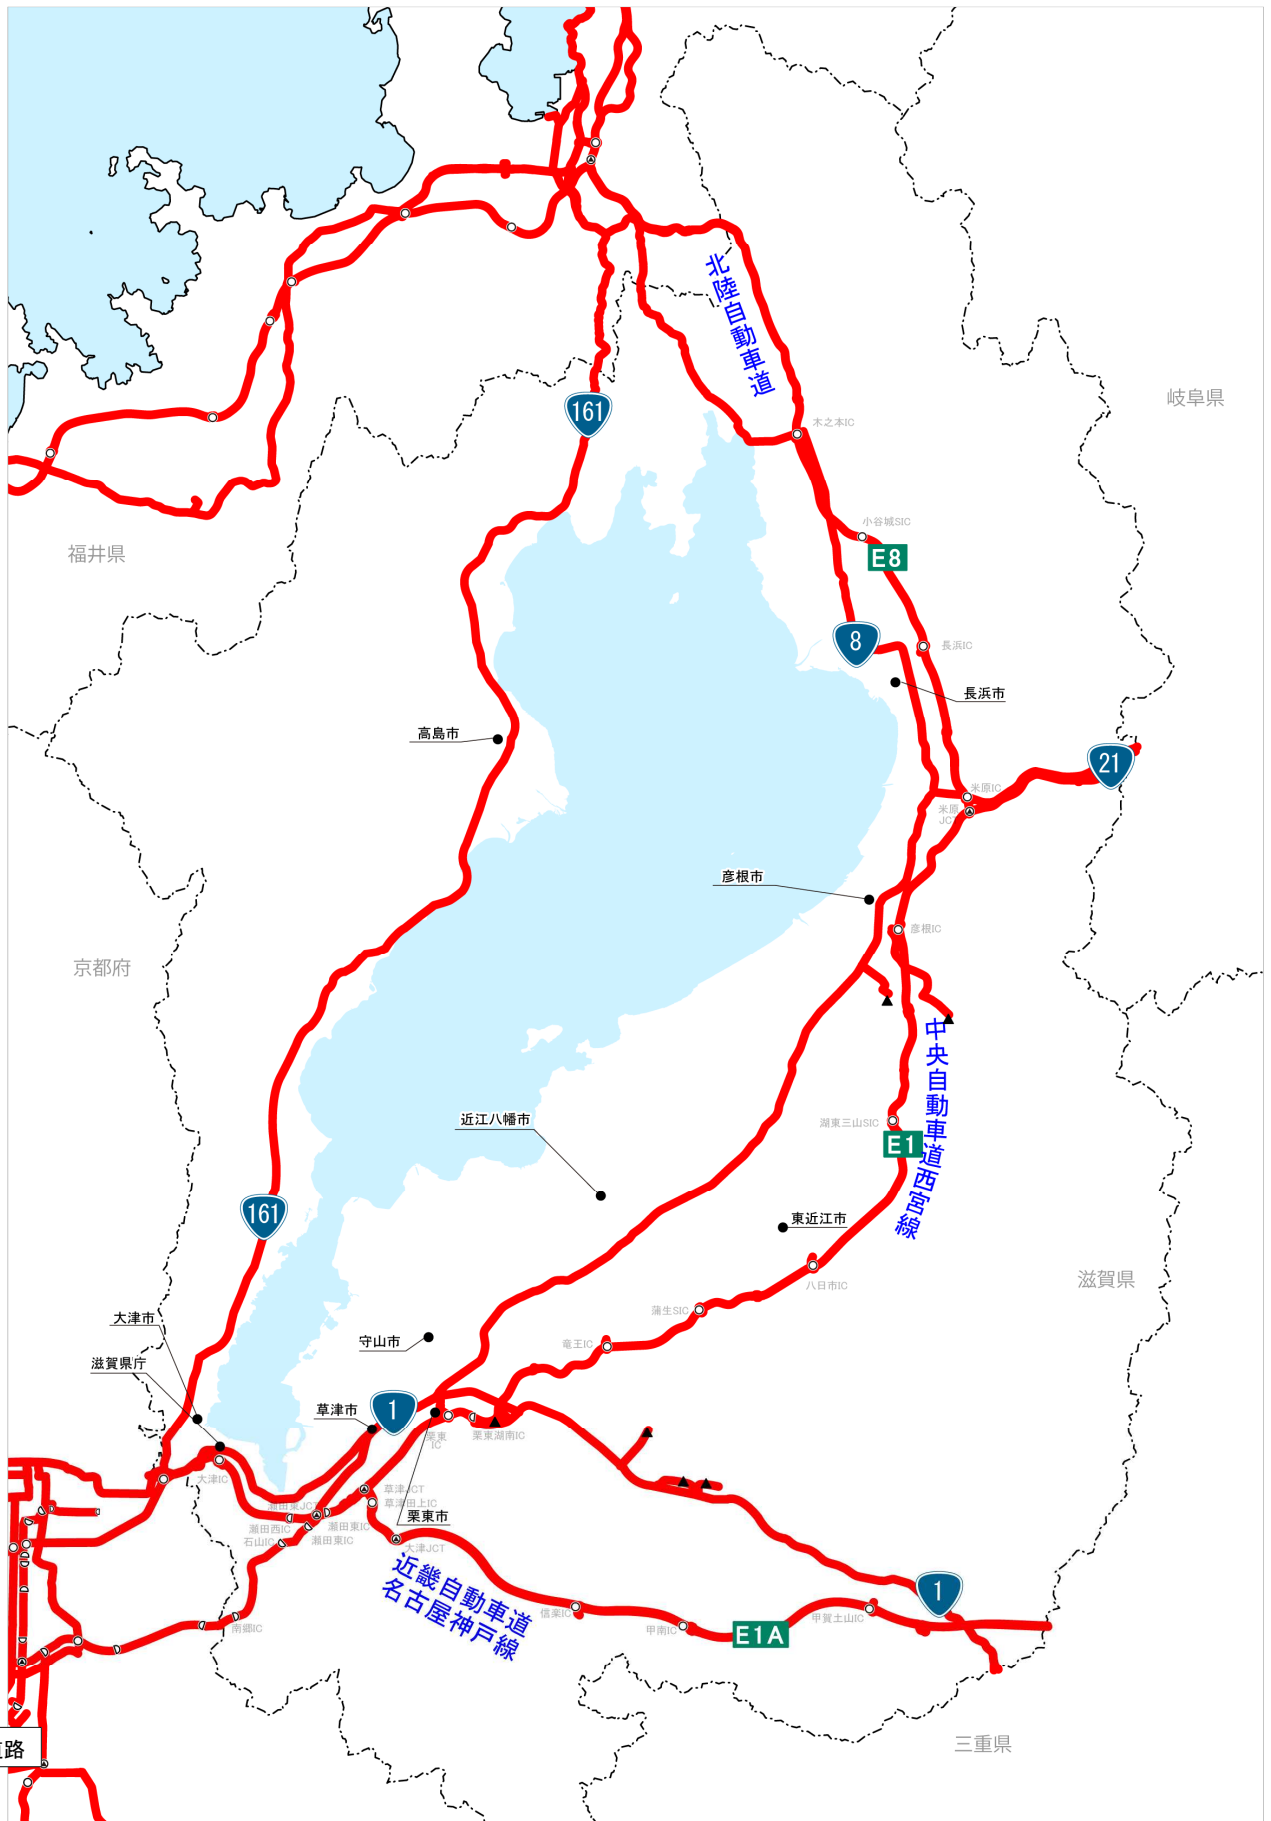 北陸自動車道
161
岐阜県
木之本IC
小谷城SIC
福井県
E8
8
長浜IC
長浜市
高島市
21
米原IC
米原
JCT
彦根市
彦根IC
京都府
中央自動車道西宮線
近江八幡市
湖東三山SIC
E1
161
東近江市
滋賀県
八日市IC
大津市
蒲生SIC
守山市
竜王IC
滋賀県庁
草津市
1
栗東
IC
栗東湖南IC
大津IC
草津JCT
瀬田東JCT
草津田上IC
栗東市
瀬田西IC
瀬田東IC
石山IC
瀬田東IC
大津JCT
近畿自動車道
名古屋神戸線
1
信楽IC
甲賀土山IC
南郷IC
甲南IC
E1A
三重県
路